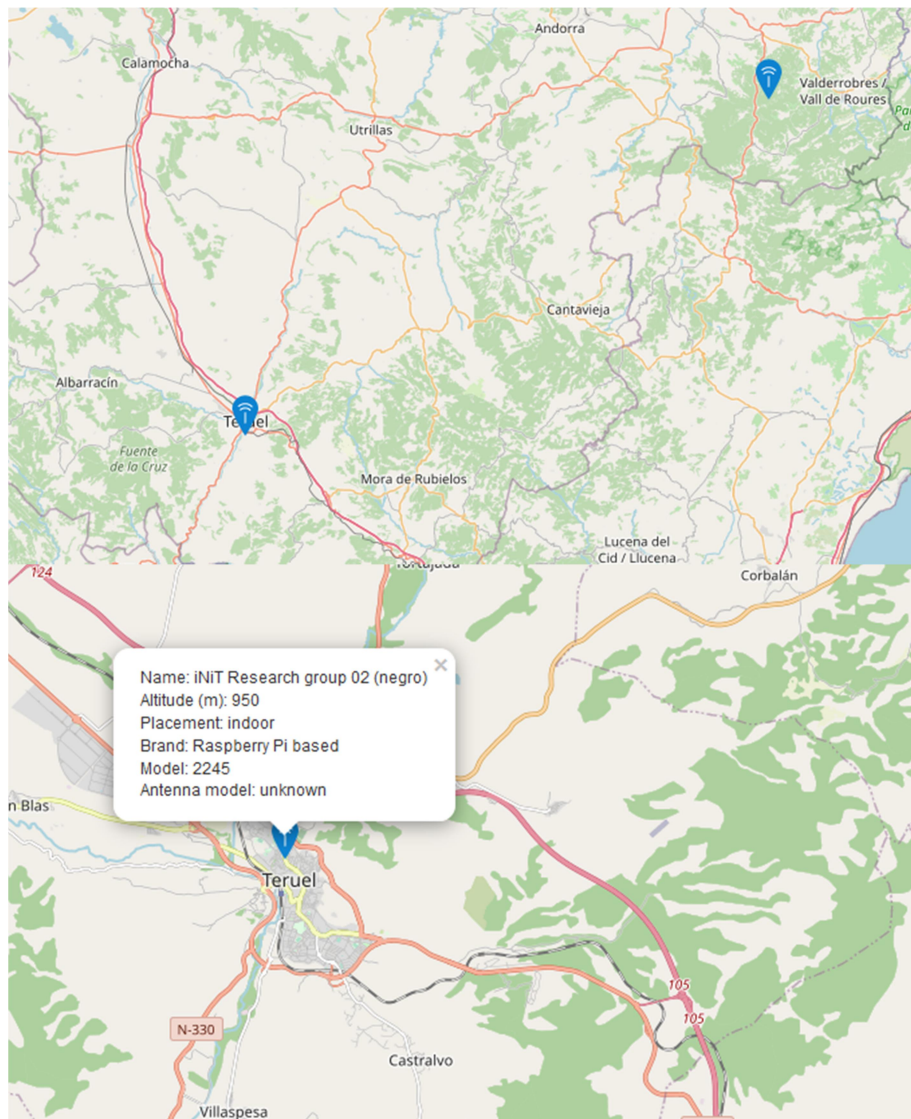 Andorra
Calamocha
Valderrobres /
Vall de Roures
Utrillas
Cantavieja
Albarracín
Teruel
Fuente
de la Cruz
Mora de Rubielos
Lucena del
Cid / Llucena
124
Corbalán
Name: iNiT Research group 02 (negro)
Altitude (m): 950
Placement: indoor
Brand: Raspberry Pi based
Model: 2245
Antenna model: unknown
n Blas
Teruel
105
105
N-330
Castralvo
Villaspesa